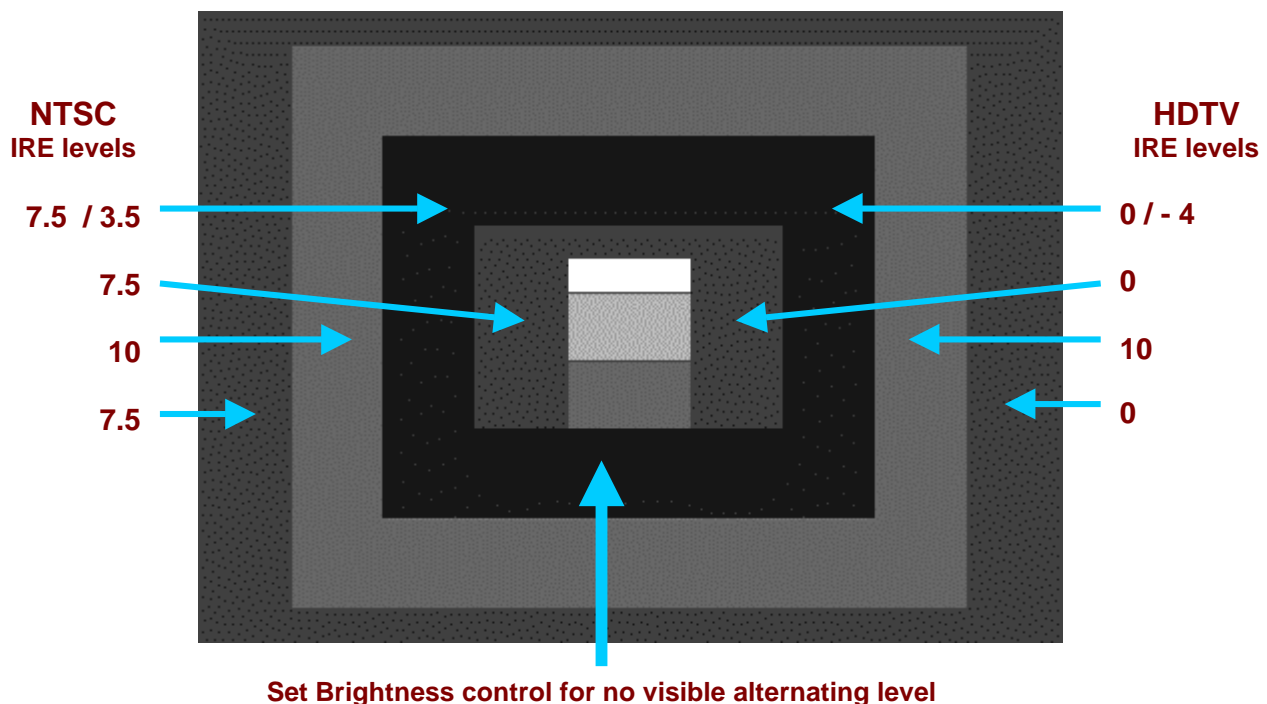 NTSC
IRE levels
7.5 / 3.5
7.5
10
7.5
HDTV
IRE levels
0 / - 4
0
10
0
Set Brightness control for no visible alternating level